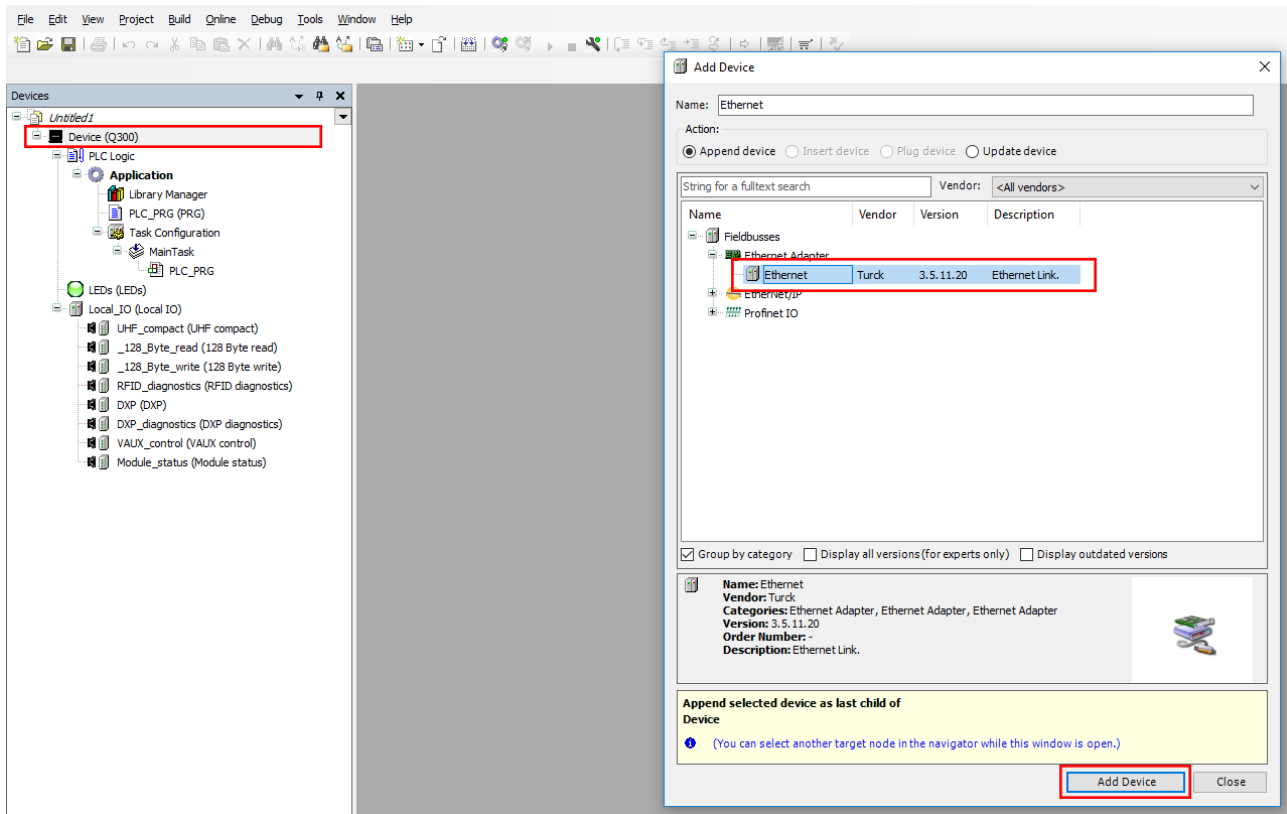 File Edit View Project Build Online Debug Tools Window Help
Devices
Untitled1
Device (Q300)
PLC Logic
Application
Library Manager
PLC_PRG (PRG)
Task Configuration
MainTask
PLC_PRG
LEDs (LEDs)
Local_IO (Local IO)
UHF_compact (UHF compact)
_128_Byte_read (128 Byte read)
_128_Byte_write (128 Byte write)
RFID_diagnostics (RFID diagnostics)
DXP (DXP)
DXP_diagnostics (DXP diagnostics)
VAUX_control (VAUX control)
Module_status (Module status)
Add Device
Name: Ethernet
Action:
Append device Insert device Plug device Update device
String for a fulltext search Vendor: <All vendors>
Name Vendor Version Description
Fieldbusses
Ethernet Adapter
Ethernet Turck 3.5.11.20 Ethernet Link.
EtherNet/IP
Profinet IO
Group by category Display all versions (for experts only) Display outdated versions
Name: Ethernet
Vendor: Turck
Categories: Ethernet Adapter, Ethernet Adapter, Ethernet Adapter
Version: 3.5.11.20
Order Number: -
Description: Ethernet Link.
Append selected device as last child of
Device
(You can select another target node in the navigator while this window is open.)
Add Device Close